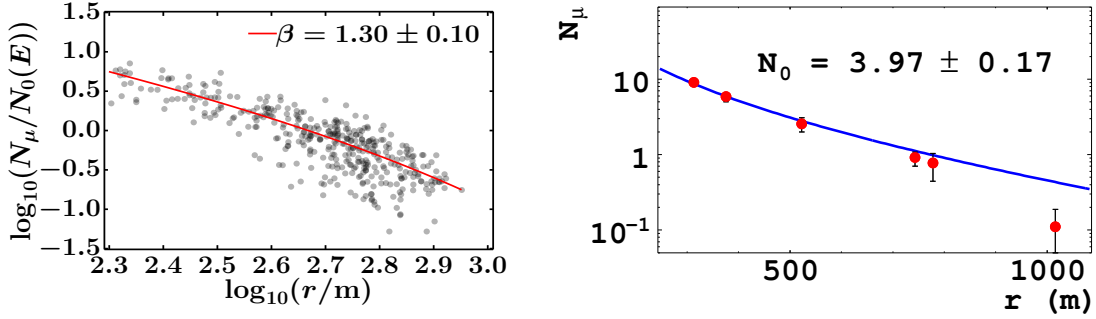 β = 1.30 ± 0.10
log₁₀(Nμ/N₀(E))
1.5
1.0
0.5
0.0
−0.5
−1.0
−1.5
2.3 2.4 2.5 2.6 2.7 2.8 2.9 3.0
log₁₀(r/m)
Nμ
N₀ = 3.97 ± 0.17
10
1
10⁻¹
500 1000
r (m)